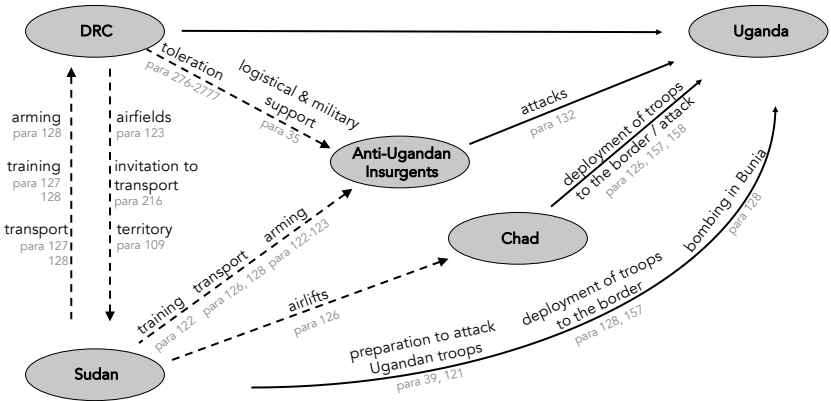 DRC
Uganda
toleration
para 276-2777
logistical & military
support
para 35
arming
para 128
training
para 127
128
transport
para 127
128
airfields
para 123
invitation to
transport
para 216
territory
para 109
Anti-Ugandan
Insurgents
attacks
para 132
deployment of troops
to the border / attack
para 126, 157, 158
Chad
training
para 122
transport
para 126, 128
arming
para 122-123
airlifts
para 126
Sudan
preparation to attack
Ugandan troops
para 39, 121
deployment of troops
to the border
para 128, 157
bombing in Bunia
para 128